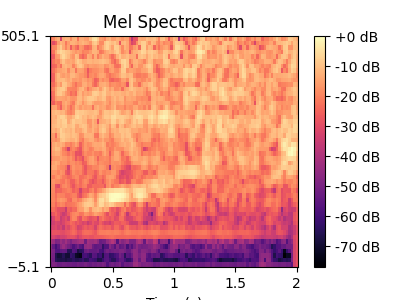 Mel Spectrogram
505.1
-5.1
0
0.5
1
1.5
2
+0 dB
-10 dB
-20 dB
-30 dB
-40 dB
-50 dB
-60 dB
-70 dB